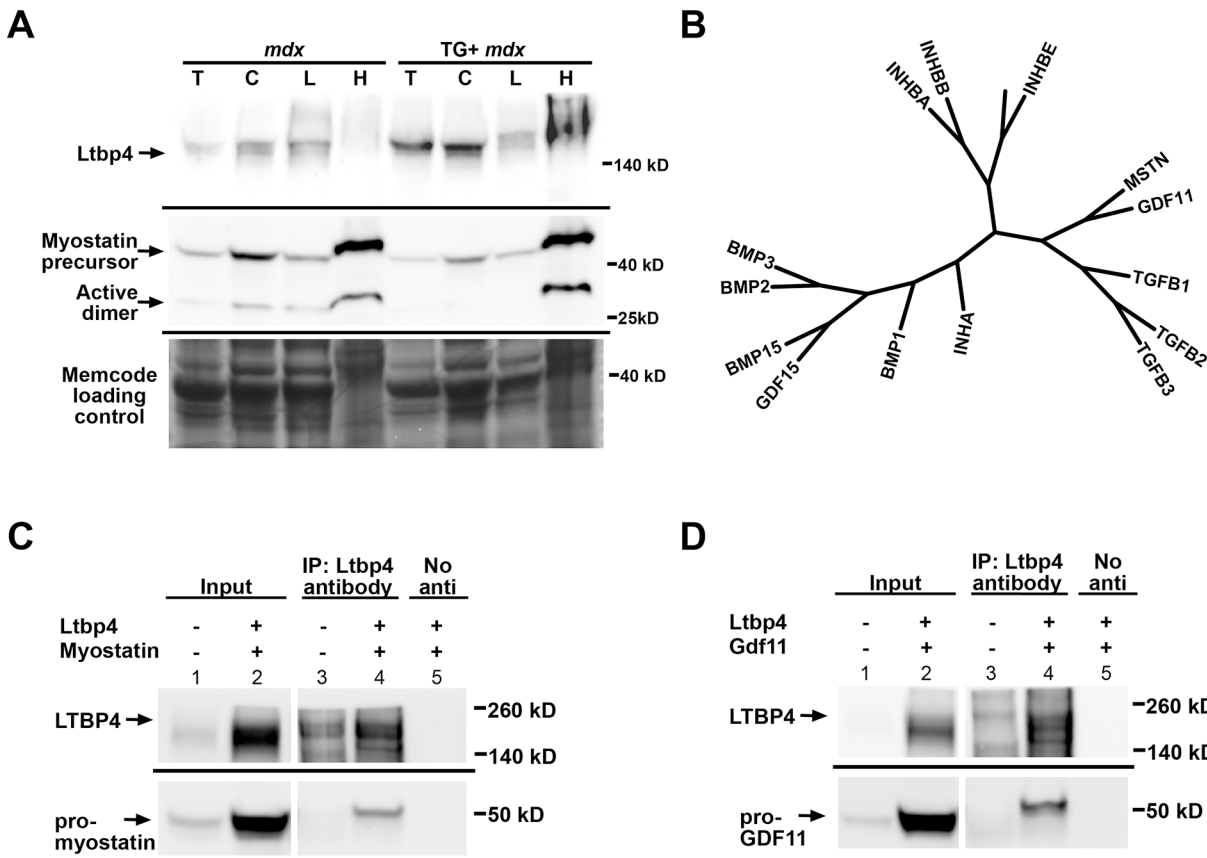 A
mdx
TG+ mdx
T C L H T C L H
Ltbp4
140 kD
Myostatin
precursor
40 kD
Active
dimer
25kD
Memcode
loading
control
40 kD
B
INHBA
INHBB
INHBE
MSTN
GDF11
TGFB1
TGFB2
TGFB3
INHA
BMP1
GDF15
BMP15
BMP2
BMP3
C
Input
IP: Ltbp4
antibody
No
anti
Ltbp4 - + - + +
Myostatin - + - + +
1 2 3 4 5
LTBP4
260 kD
140 kD
pro-
myostatin
50 kD
D
Input
IP: Ltbp4
antibody
No
anti
Ltbp4 - + - + +
Gdf11 - + - + +
1 2 3 4 5
LTBP4
260 kD
140 kD
pro-
GDF11
50 kD